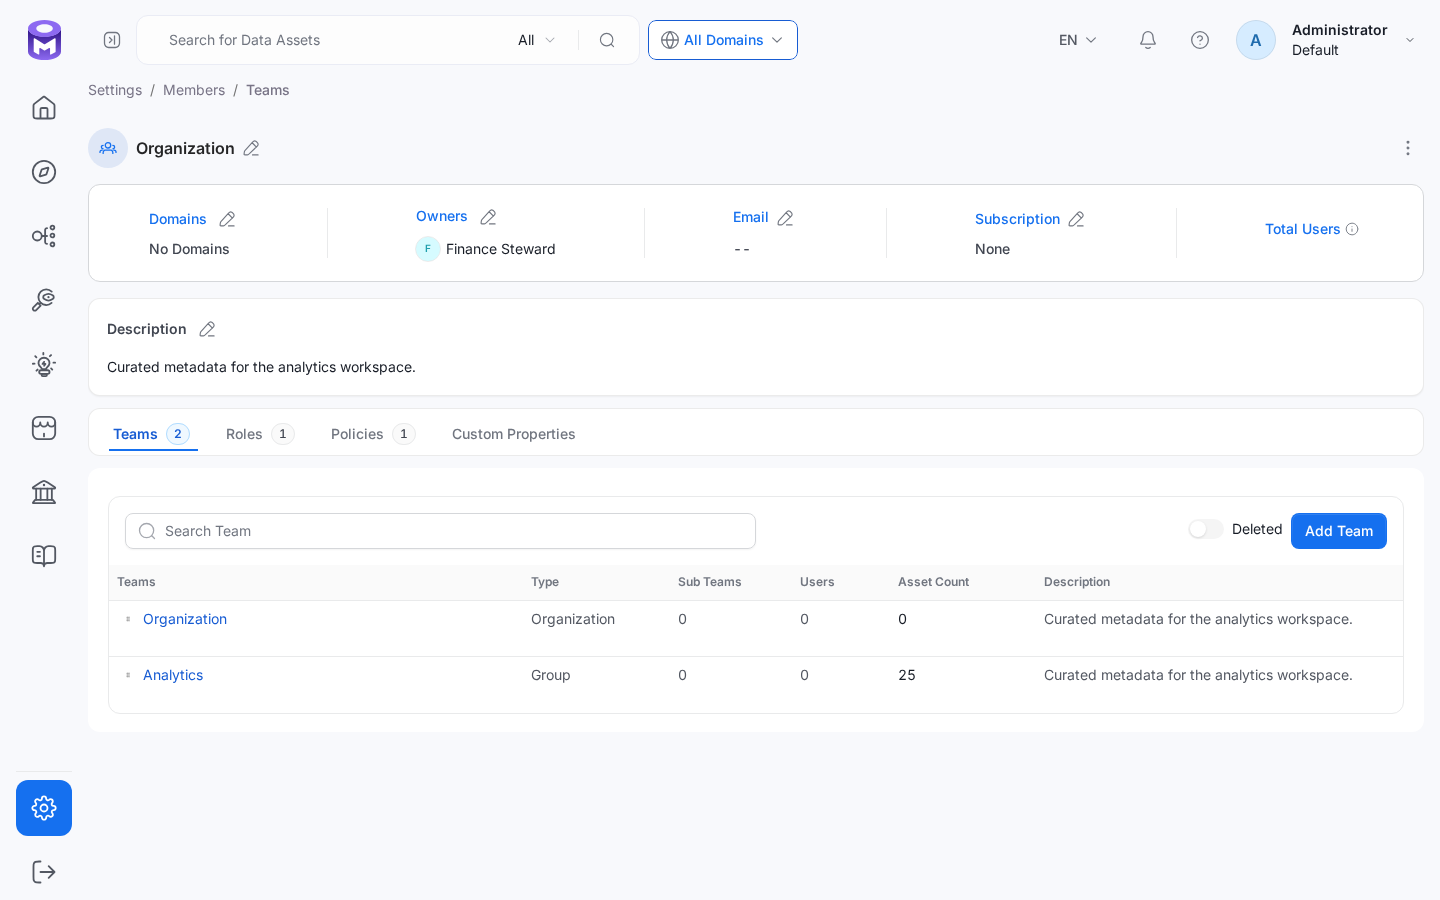 Search for Data Assets
All
All Domains
EN
A
Administrator
Default
Settings / Members / Teams
Organization
Domains
No Domains
Owners
F Finance Steward
Email
--
Subscription
None
Total Users
Description
Curated metadata for the analytics workspace.
Teams 2
Roles 1
Policies 1
Custom Properties
Search Team
Deleted
Add Team
Teams Type Sub Teams Users Asset Count Description
Organization Organization 0 0 0 Curated metadata for the analytics workspace.
Analytics Group 0 0 25 Curated metadata for the analytics workspace.